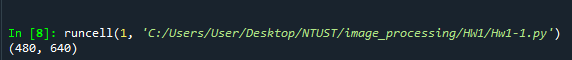 In [8]: runcell(1, 'C:/Users/User/Desktop/NTUST/image_processing/HW1/Hw1-1.py')
(480, 640)